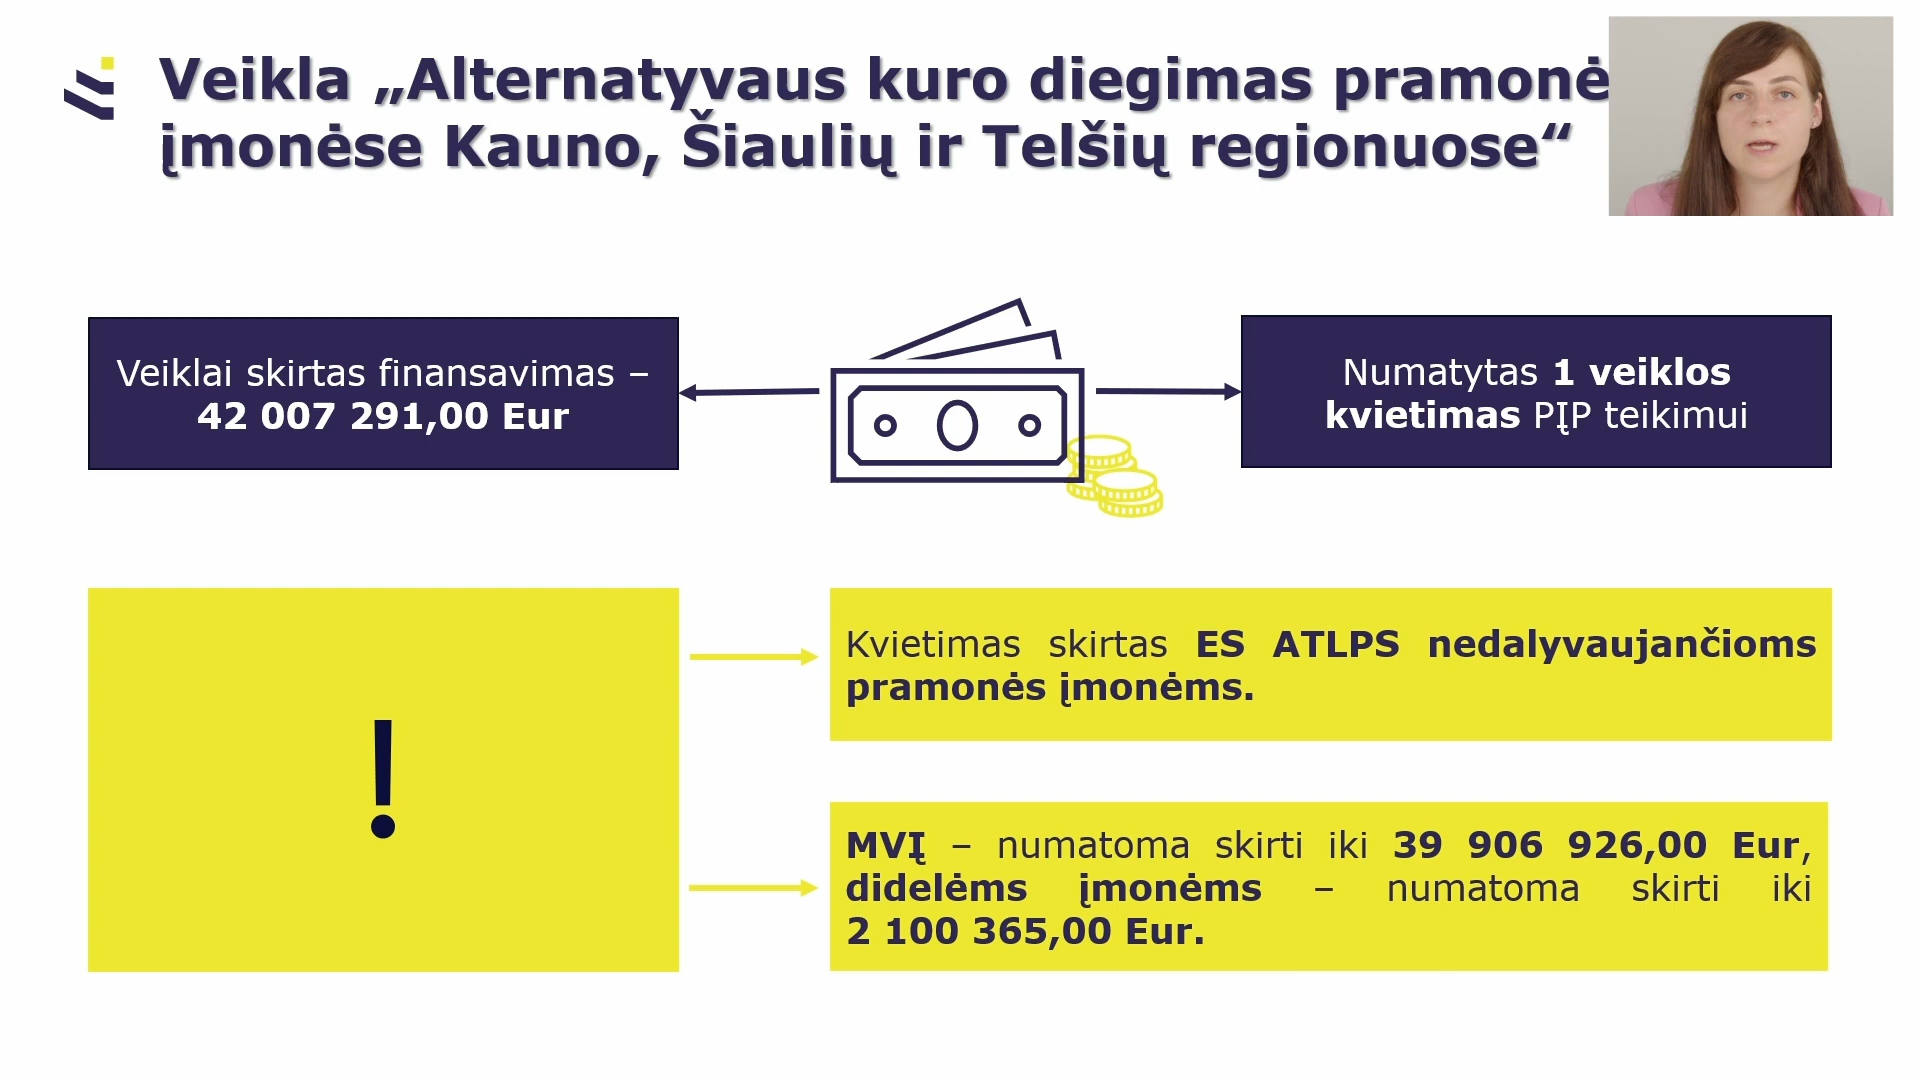 Veikla „Alternatyvaus kuro diegimas pramonė
įmonėse Kauno, Šiaulių ir Telšių regionuose“
Veiklai skirtas finansavimas –
42 007 291,00 Eur
Numatytas 1 veiklos
kvietimas PĮP teikimui
!
Kvietimas skirtas ES ATLPS nedalyvaujančioms
pramonės įmonėms.
MVĮ – numatoma skirti iki 39 906 926,00 Eur,
didelėms įmonėms – numatoma skirti iki
2 100 365,00 Eur.